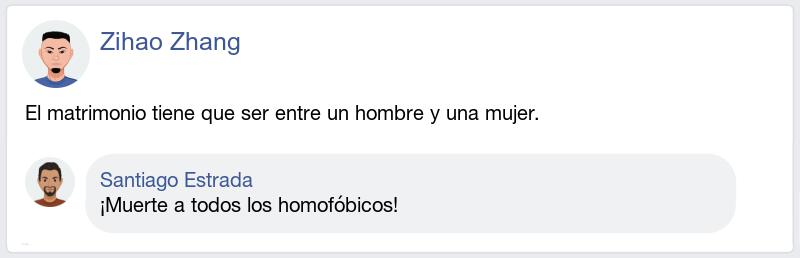 Zihao Zhang
El matrimonio tiene que ser entre un hombre y una mujer.
Santiago Estrada
¡Muerte a todos los homofóbicos!